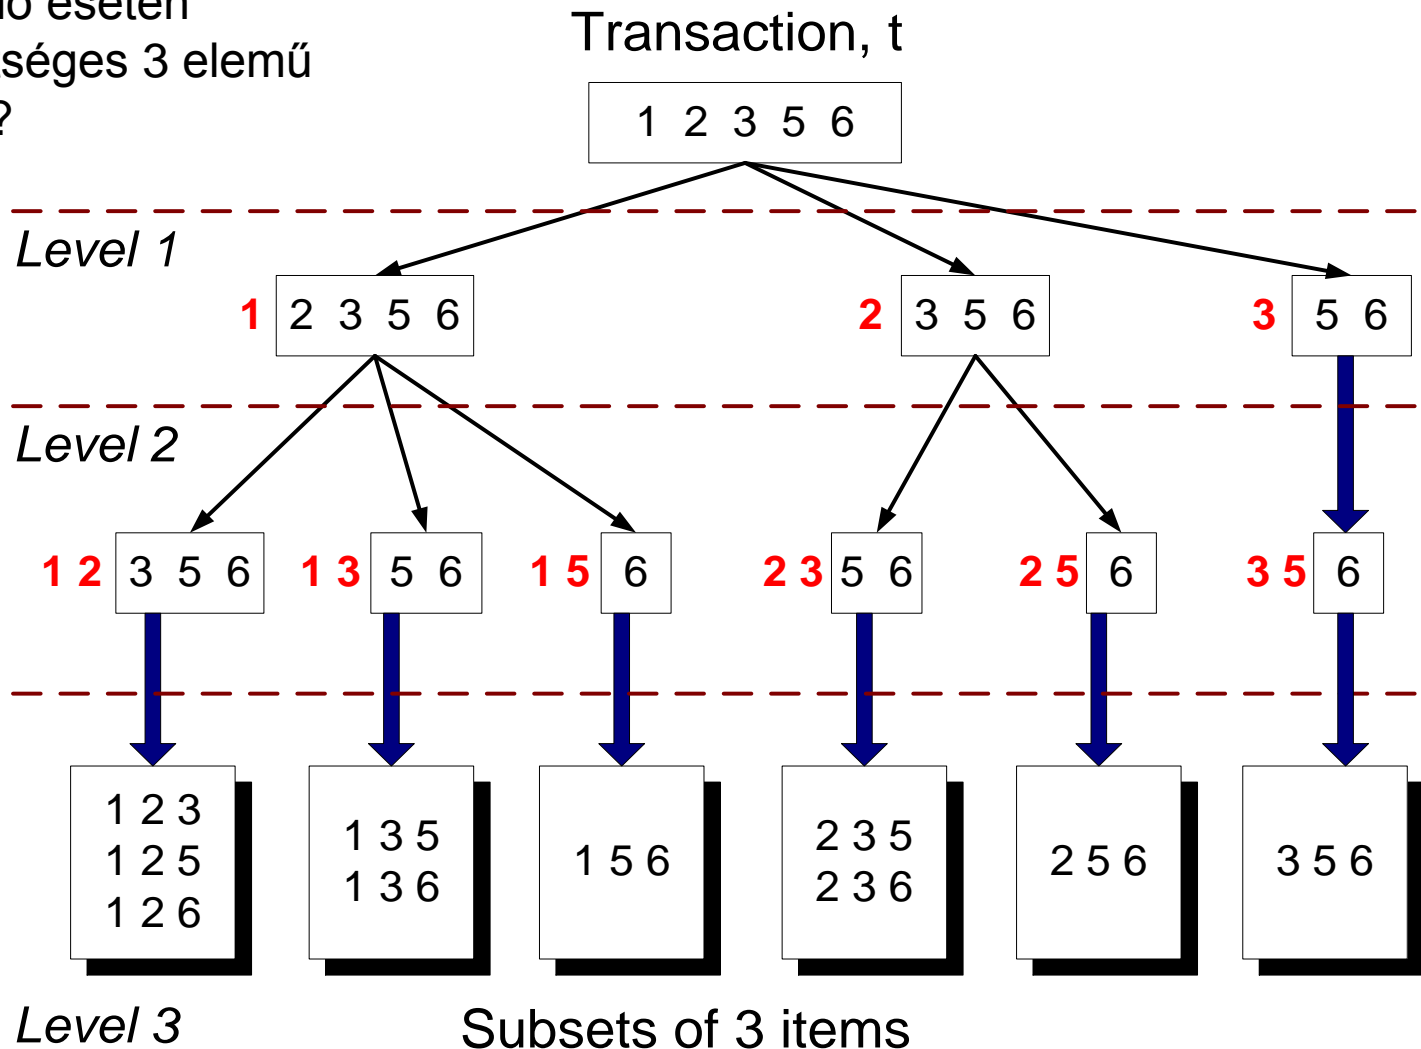 esetén
séges 3 elemű
?
Transaction, t
1 2 3 5 6
Level 1
1 2 3 5 6
2 3 5 6
3 5 6
Level 2
1 2 3 5 6
1 3 5 6
1 5 6
2 3 5 6
2 5 6
3 5 6
1 2 3
1 2 5
1 2 6
1 3 5
1 3 6
1 5 6
2 3 5
2 3 6
2 5 6
3 5 6
Level 3
Subsets of 3 items